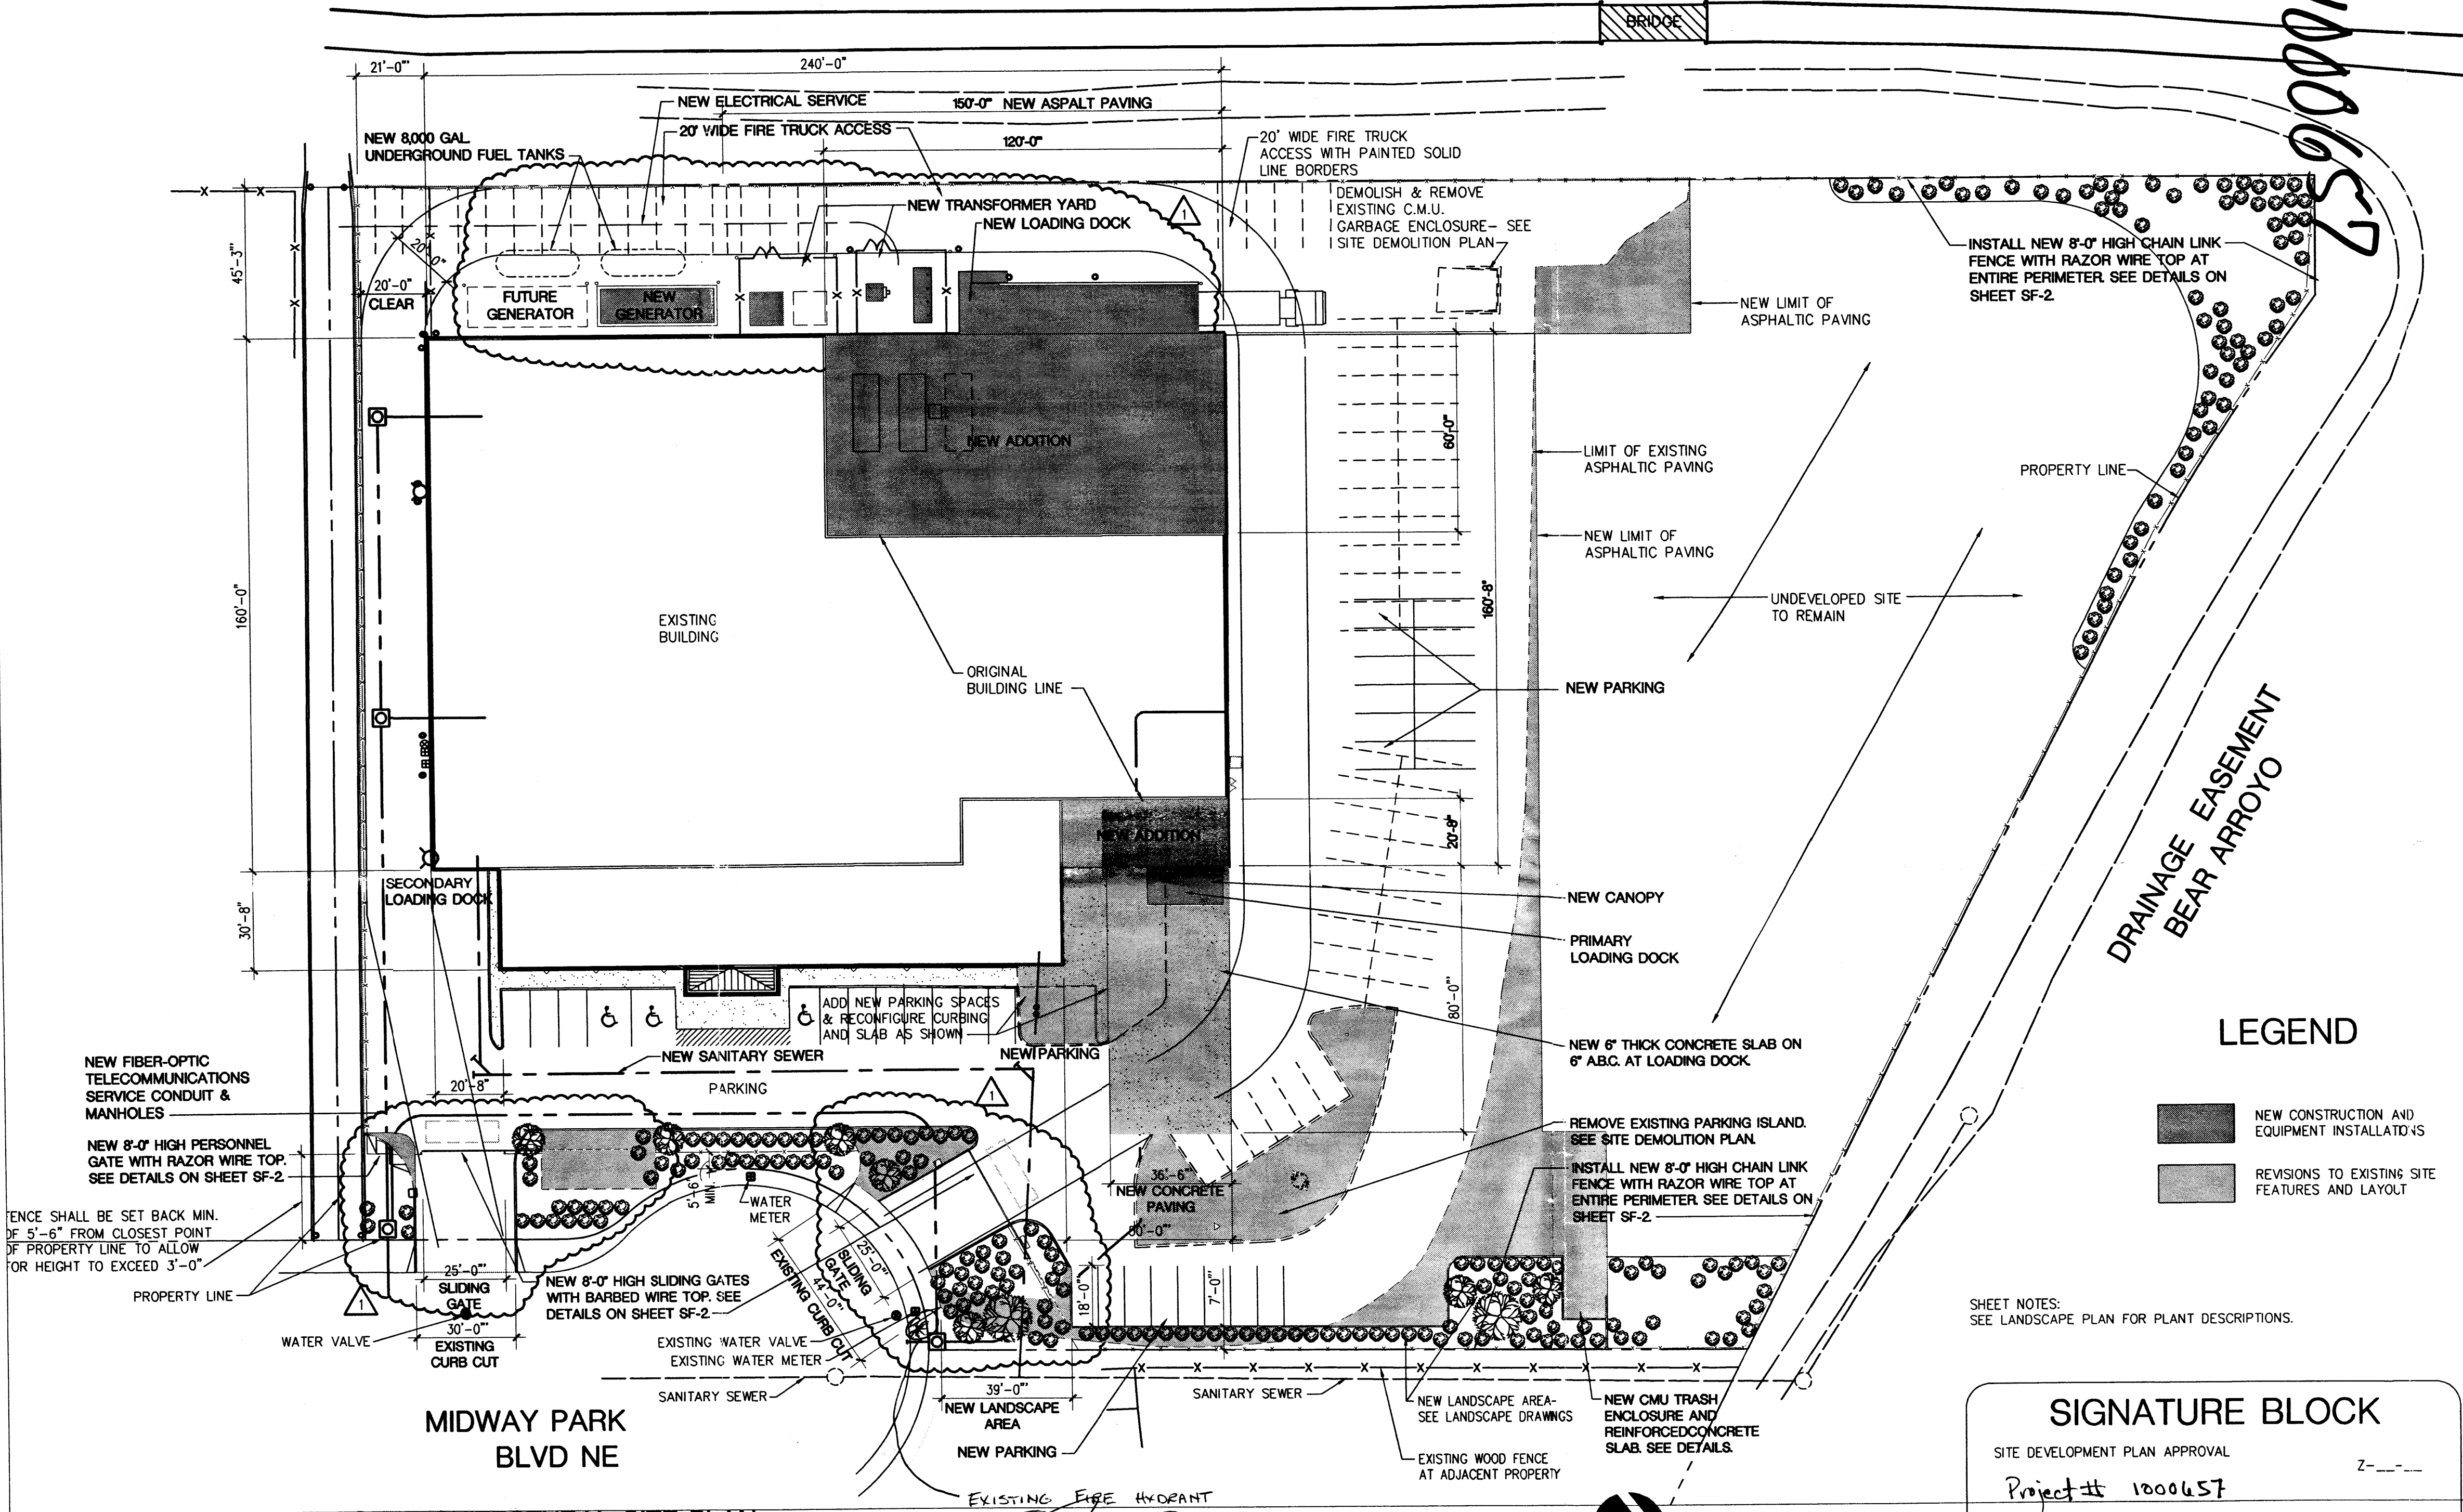 BRIDGE
1000657
21'-0"
240'-0"
NEW ELECTRICAL SERVICE
150'-0" NEW ASPALT PAVING
20' WIDE FIRE TRUCK ACCESS
120'-0"
NEW 8,000 GAL.
UNDERGROUND FUEL TANKS
20' WIDE FIRE TRUCK
ACCESS WITH PAINTED SOLID
LINE BORDERS
DEMOLISH & REMOVE
EXISTING C.M.U.
GARBAGE ENCLOSURE- SEE
SITE DEMOLITION PLAN
NEW TRANSFORMER YARD
NEW LOADING DOCK
1
INSTALL NEW 8'-0" HIGH CHAIN LINK
FENCE WITH RAZOR WIRE TOP AT
ENTIRE PERIMETER. SEE DETAILS ON
SHEET SF-2.
45'-3"
20'-0"
20'-0"
CLEAR
FUTURE
GENERATOR
NEW
GENERATOR
NEW LIMIT OF
ASPHALTIC PAVING
NEW ADDITION
60'-0"
LIMIT OF EXISTING
ASPHALTIC PAVING
PROPERTY LINE
NEW LIMIT OF
ASPHALTIC PAVING
160'-0"
EXISTING
BUILDING
160'-8"
UNDEVELOPED SITE
TO REMAIN
ORIGINAL
BUILDING LINE
NEW PARKING
DRAINAGE EASEMENT
BEAR ARROYO
NEW ADDITION
20'-8"
SECONDARY
LOADING DOCK
30'-8"
NEW CANOPY
PRIMARY
LOADING DOCK
ADD NEW PARKING SPACES
& RECONFIGURE CURBING
AND SLAB AS SHOWN
80'-0"
NEW 6" THICK CONCRETE SLAB ON
6" A.B.C. AT LOADING DOCK.
LEGEND
NEW SANITARY SEWER
NEW PARKING
NEW FIBER-OPTIC
TELECOMMUNICATIONS
SERVICE CONDUIT &
MANHOLES
20'-8"
PARKING
1
NEW CONSTRUCTION AND
EQUIPMENT INSTALLATIONS
REMOVE EXISTING PARKING ISLAND.
SEE SITE DEMOLITION PLAN.
NEW 8'-0" HIGH PERSONNEL
GATE WITH RAZOR WIRE TOP.
SEE DETAILS ON SHEET SF-2.
REVISIONS TO EXISTING SITE
FEATURES AND LAYOUT
INSTALL NEW 8'-0" HIGH CHAIN LINK
FENCE WITH RAZOR WIRE TOP AT
ENTIRE PERIMETER. SEE DETAILS ON
SHEET SF-2.
5'-6"
MIN.
WATER
METER
36'-6"
NEW CONCRETE
PAVING
FENCE SHALL BE SET BACK MIN.
OF 5'-6" FROM CLOSEST POINT
OF PROPERTY LINE TO ALLOW
FOR HEIGHT TO EXCEED 3'-0"
25'-0"
SLIDING
GATE
44'-0"
EXISTING CURB CUT
PROPERTY LINE
25'-0"
SLIDING
GATE
NEW 8'-0" HIGH SLIDING GATES
WITH BARBED WIRE TOP. SEE
DETAILS ON SHEET SF-2.
18'-0"
7'-0"
1
WATER VALVE
30'-0"
EXISTING
CURB CUT
EXISTING WATER VALVE
EXISTING WATER METER
SHEET NOTES:
SEE LANDSCAPE PLAN FOR PLANT DESCRIPTIONS.
SANITARY SEWER
39'-0"
NEW LANDSCAPE
AREA
SANITARY SEWER
NEW LANDSCAPE AREA-
SEE LANDSCAPE DRAWINGS
NEW CMU TRASH
ENCLOSURE AND
REINFORCEDCONCRETE
SLAB. SEE DETAILS.
MIDWAY PARK
BLVD NE
NEW PARKING
EXISTING WOOD FENCE
AT ADJACENT PROPERTY
EXISTING FIRE HYDRANT
SIGNATURE BLOCK
SITE DEVELOPMENT PLAN APPROVAL
Z-__-__
Project # 1000657